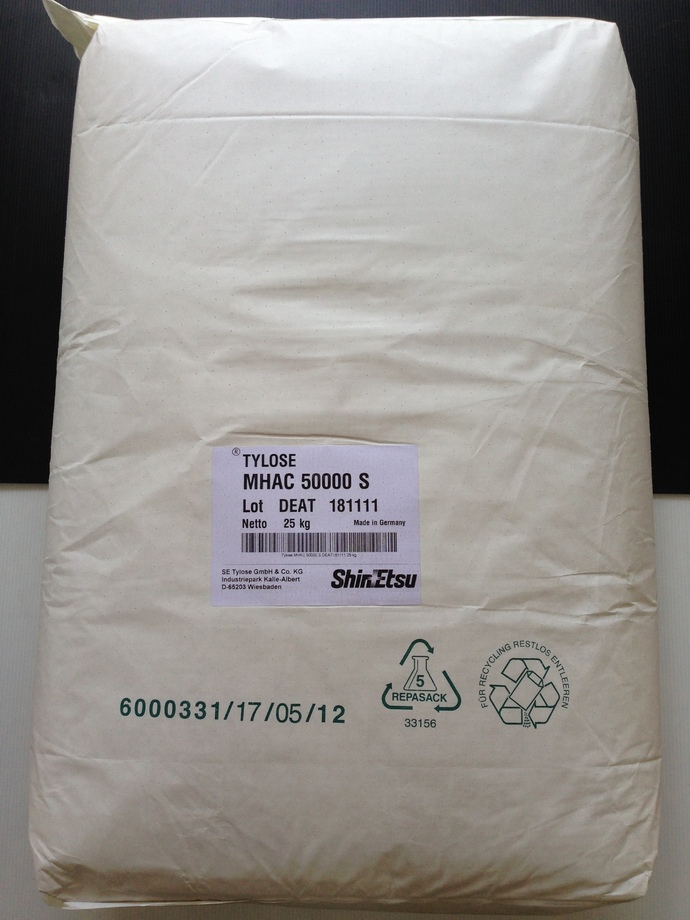 ® TYLOSE
MHAC 50000 S
Lot DEAT 181111
Netto 25 kg Made in Germany
SE Tylose GmbH & Co. KG
Industriepark Kalle-Albert
D-65203 Wiesbaden
ShinEtsu
6000331/17/05/12
5
REPASACK
33156
FÜR RECYCLING RESTLOS ENTLEEREN